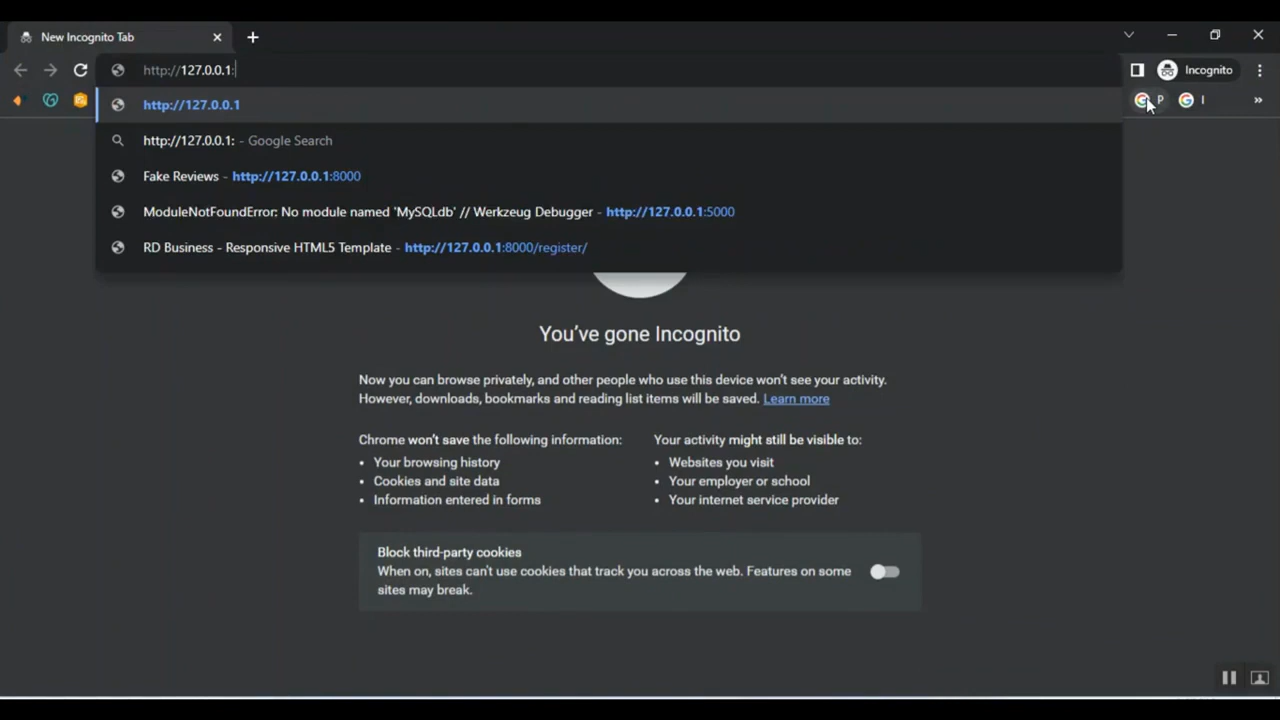 New Incognito Tab
http://127.0.0.1:
Incognito
http://127.0.0.1
http://127.0.0.1: - Google Search
Fake Reviews - http://127.0.0.1:8000
ModuleNotFoundError: No module named 'MySQLdb' // Werkzeug Debugger - http://127.0.0.1:5000
RD Business - Responsive HTML5 Template - http://127.0.0.1:8000/register/
P
I
You've gone Incognito
Now you can browse privately, and other people who use this device won't see your activity.
However, downloads, bookmarks and reading list items will be saved. Learn more
Chrome won't save the following information:
• Your browsing history
• Cookies and site data
• Information entered in forms
Your activity might still be visible to:
• Websites you visit
• Your employer or school
• Your internet service provider
Block third-party cookies
When on, sites can't use cookies that track you across the web. Features on some
sites may break.